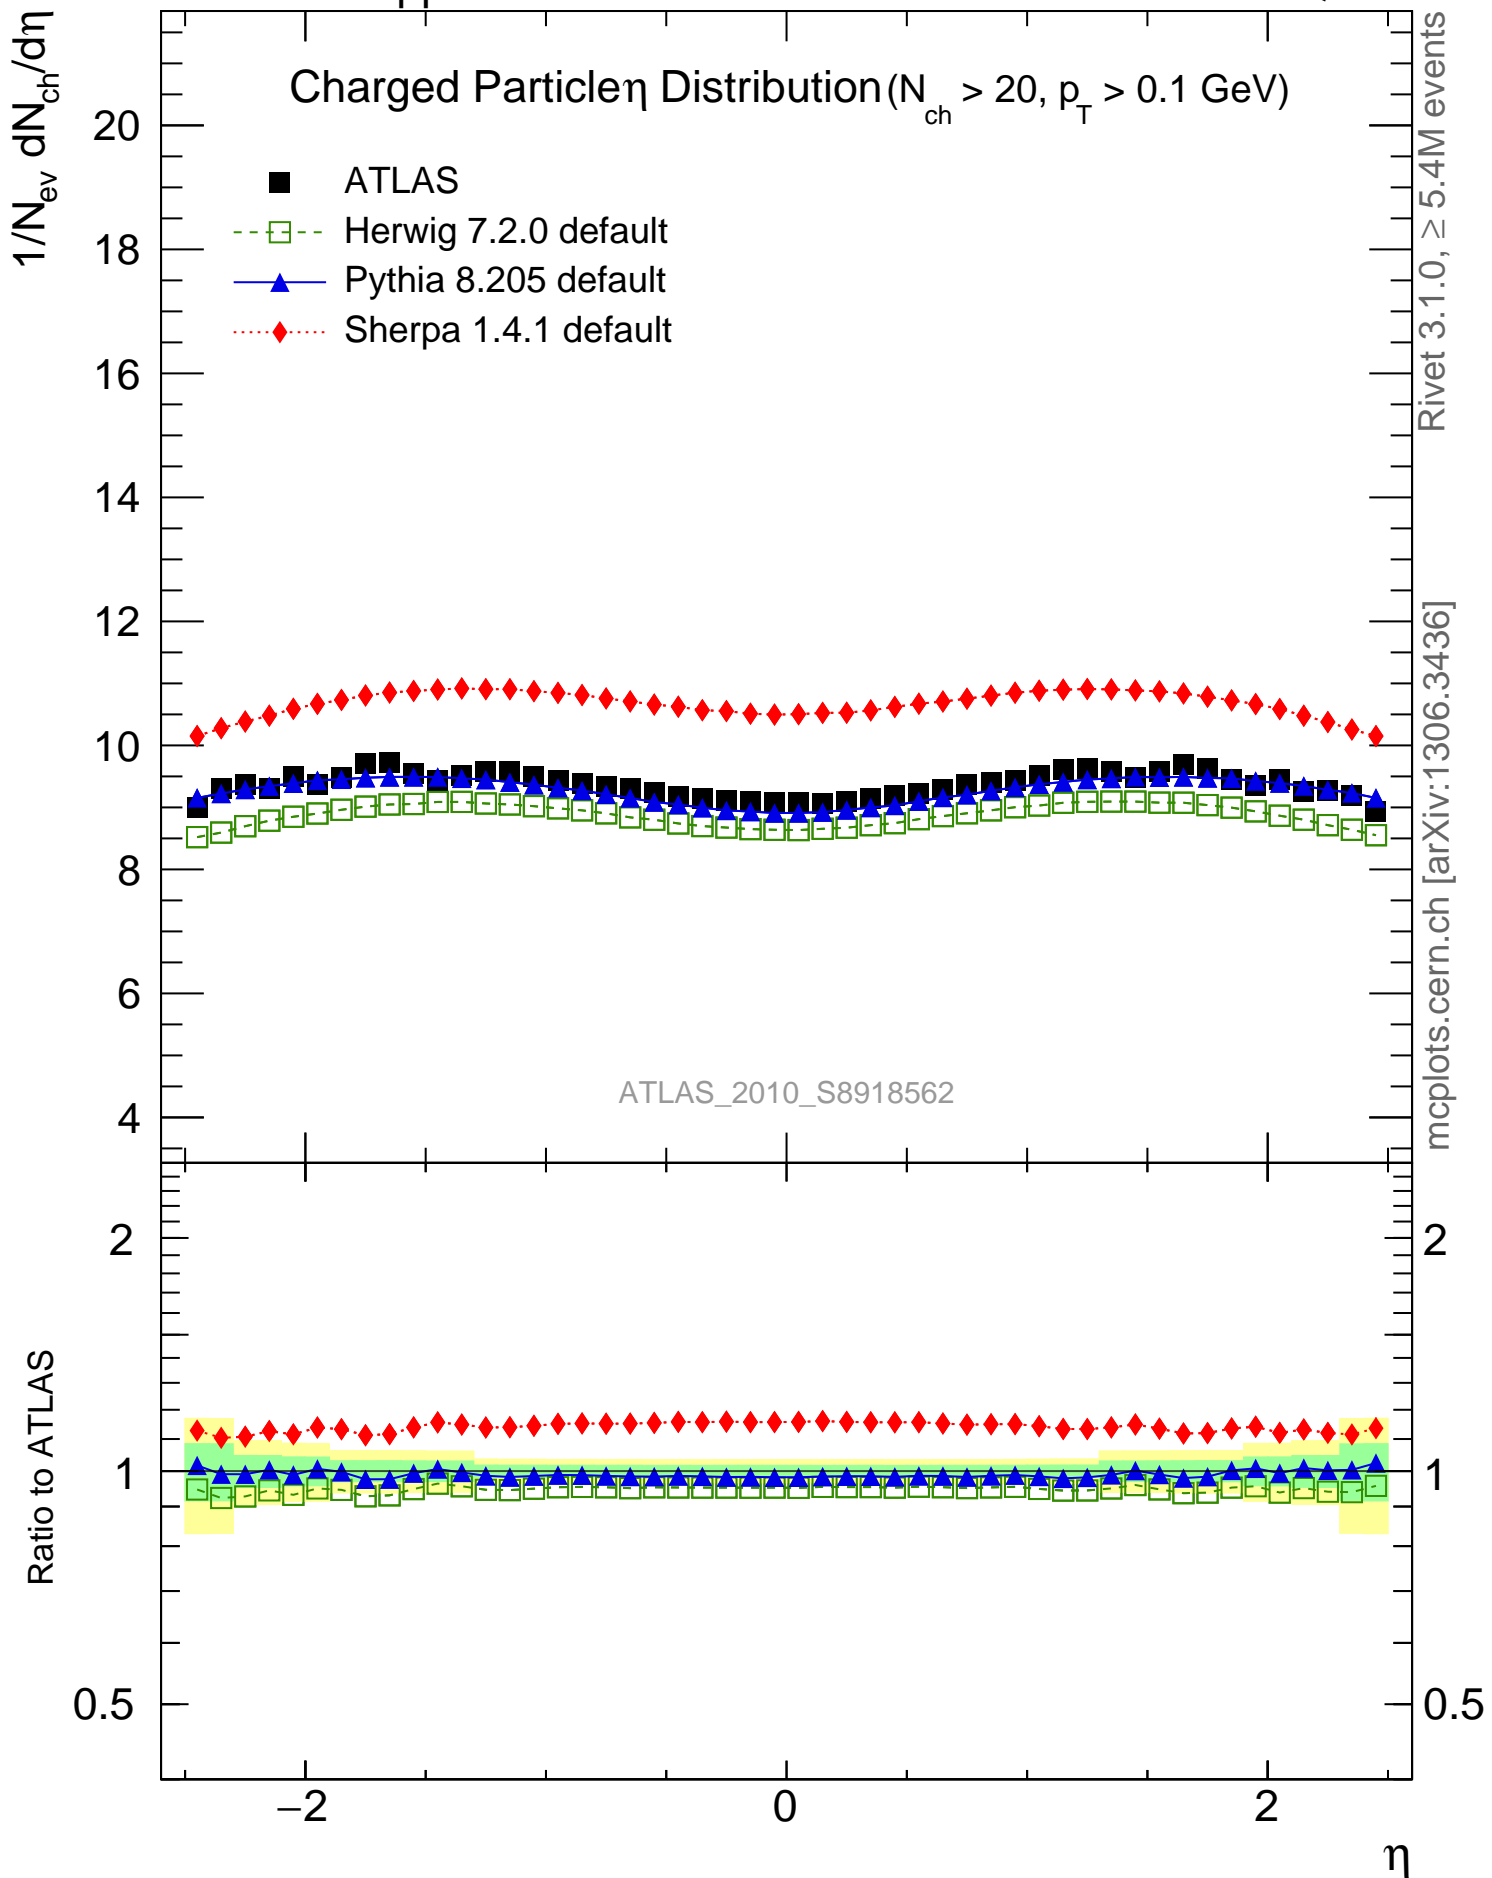 pp
1/N_ev dN_ch/dη
Charged Particle η Distribution (N_ch > 20, p_T > 0.1 GeV)
ATLAS
Herwig 7.2.0 default
Pythia 8.205 default
Sherpa 1.4.1 default
20
18
16
14
12
10
8
6
4
ATLAS_2010_S8918562
Rivet 3.1.0, ≥ 5.4M events
mcplots.cern.ch [arXiv:1306.3436]
Ratio to ATLAS
2
1
0.5
2
1
0.5
−2
0
2
η